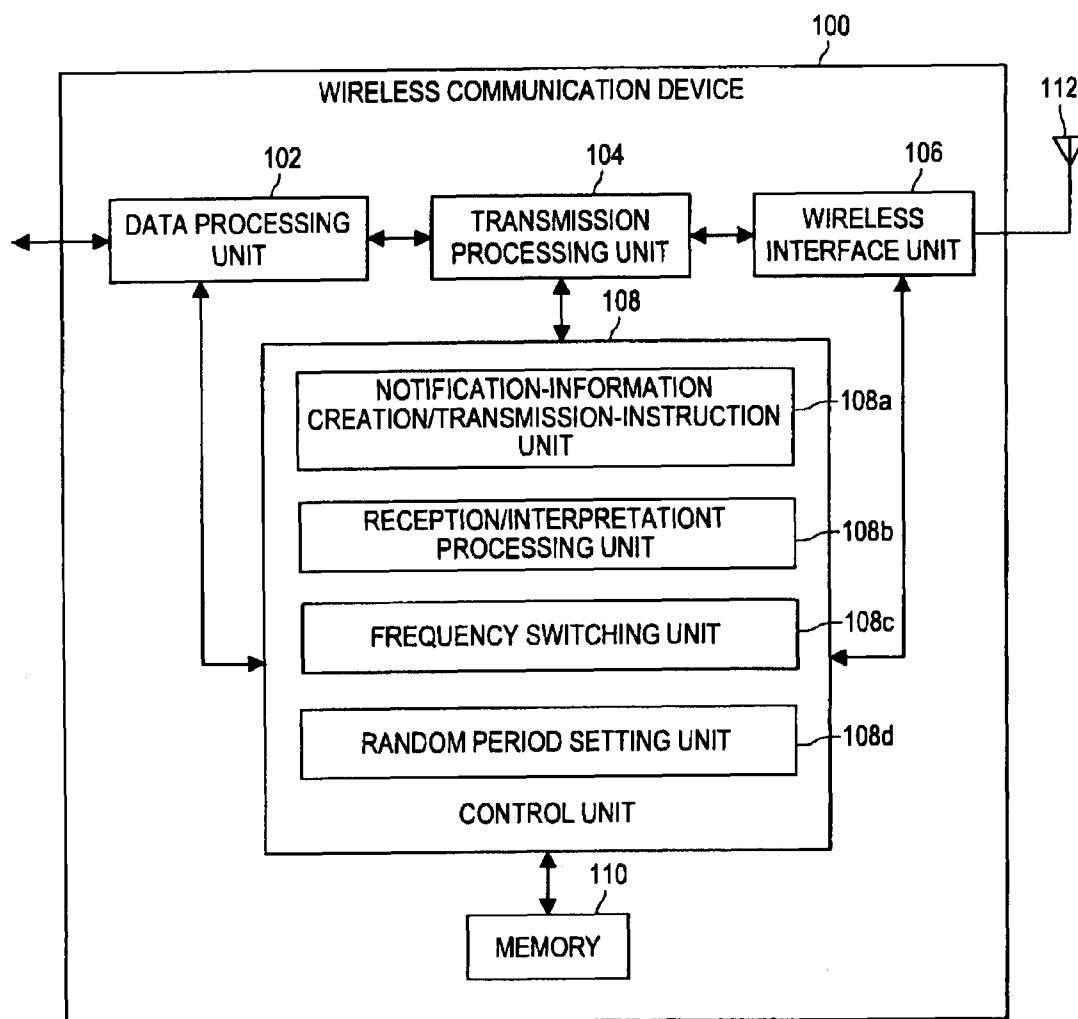 100
WIRELESS COMMUNICATION DEVICE
112
102
104
106
DATA PROCESSING
UNIT
TRANSMISSION
PROCESSING UNIT
WIRELESS
INTERFACE UNIT
108
NOTIFICATION-INFORMATION
CREATION/TRANSMISSION-INSTRUCTION
UNIT
108a
RECEPTION/INTERPRETATIONT
PROCESSING UNIT
108b
FREQUENCY SWITCHING UNIT
108c
RANDOM PERIOD SETTING UNIT
108d
CONTROL UNIT
110
MEMORY